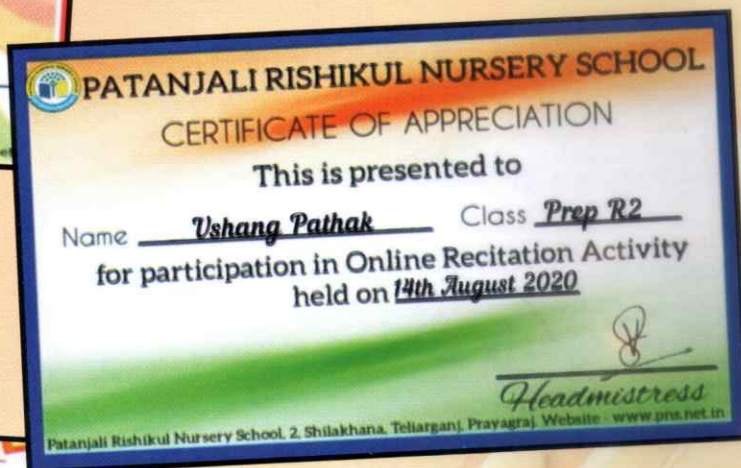 PATANJALI RISHIKUL NURSERY SCHOOL
CERTIFICATE OF APPRECIATION
This is presented to
Name Vshang Pathak Class Prep R2
for participation in Online Recitation Activity
held on 14th August 2020
Headmistress
Patanjali Rishikul Nursery School, 2, Shilakhana, Teliarganj, Prayagraj. Website - www.pns.net.in